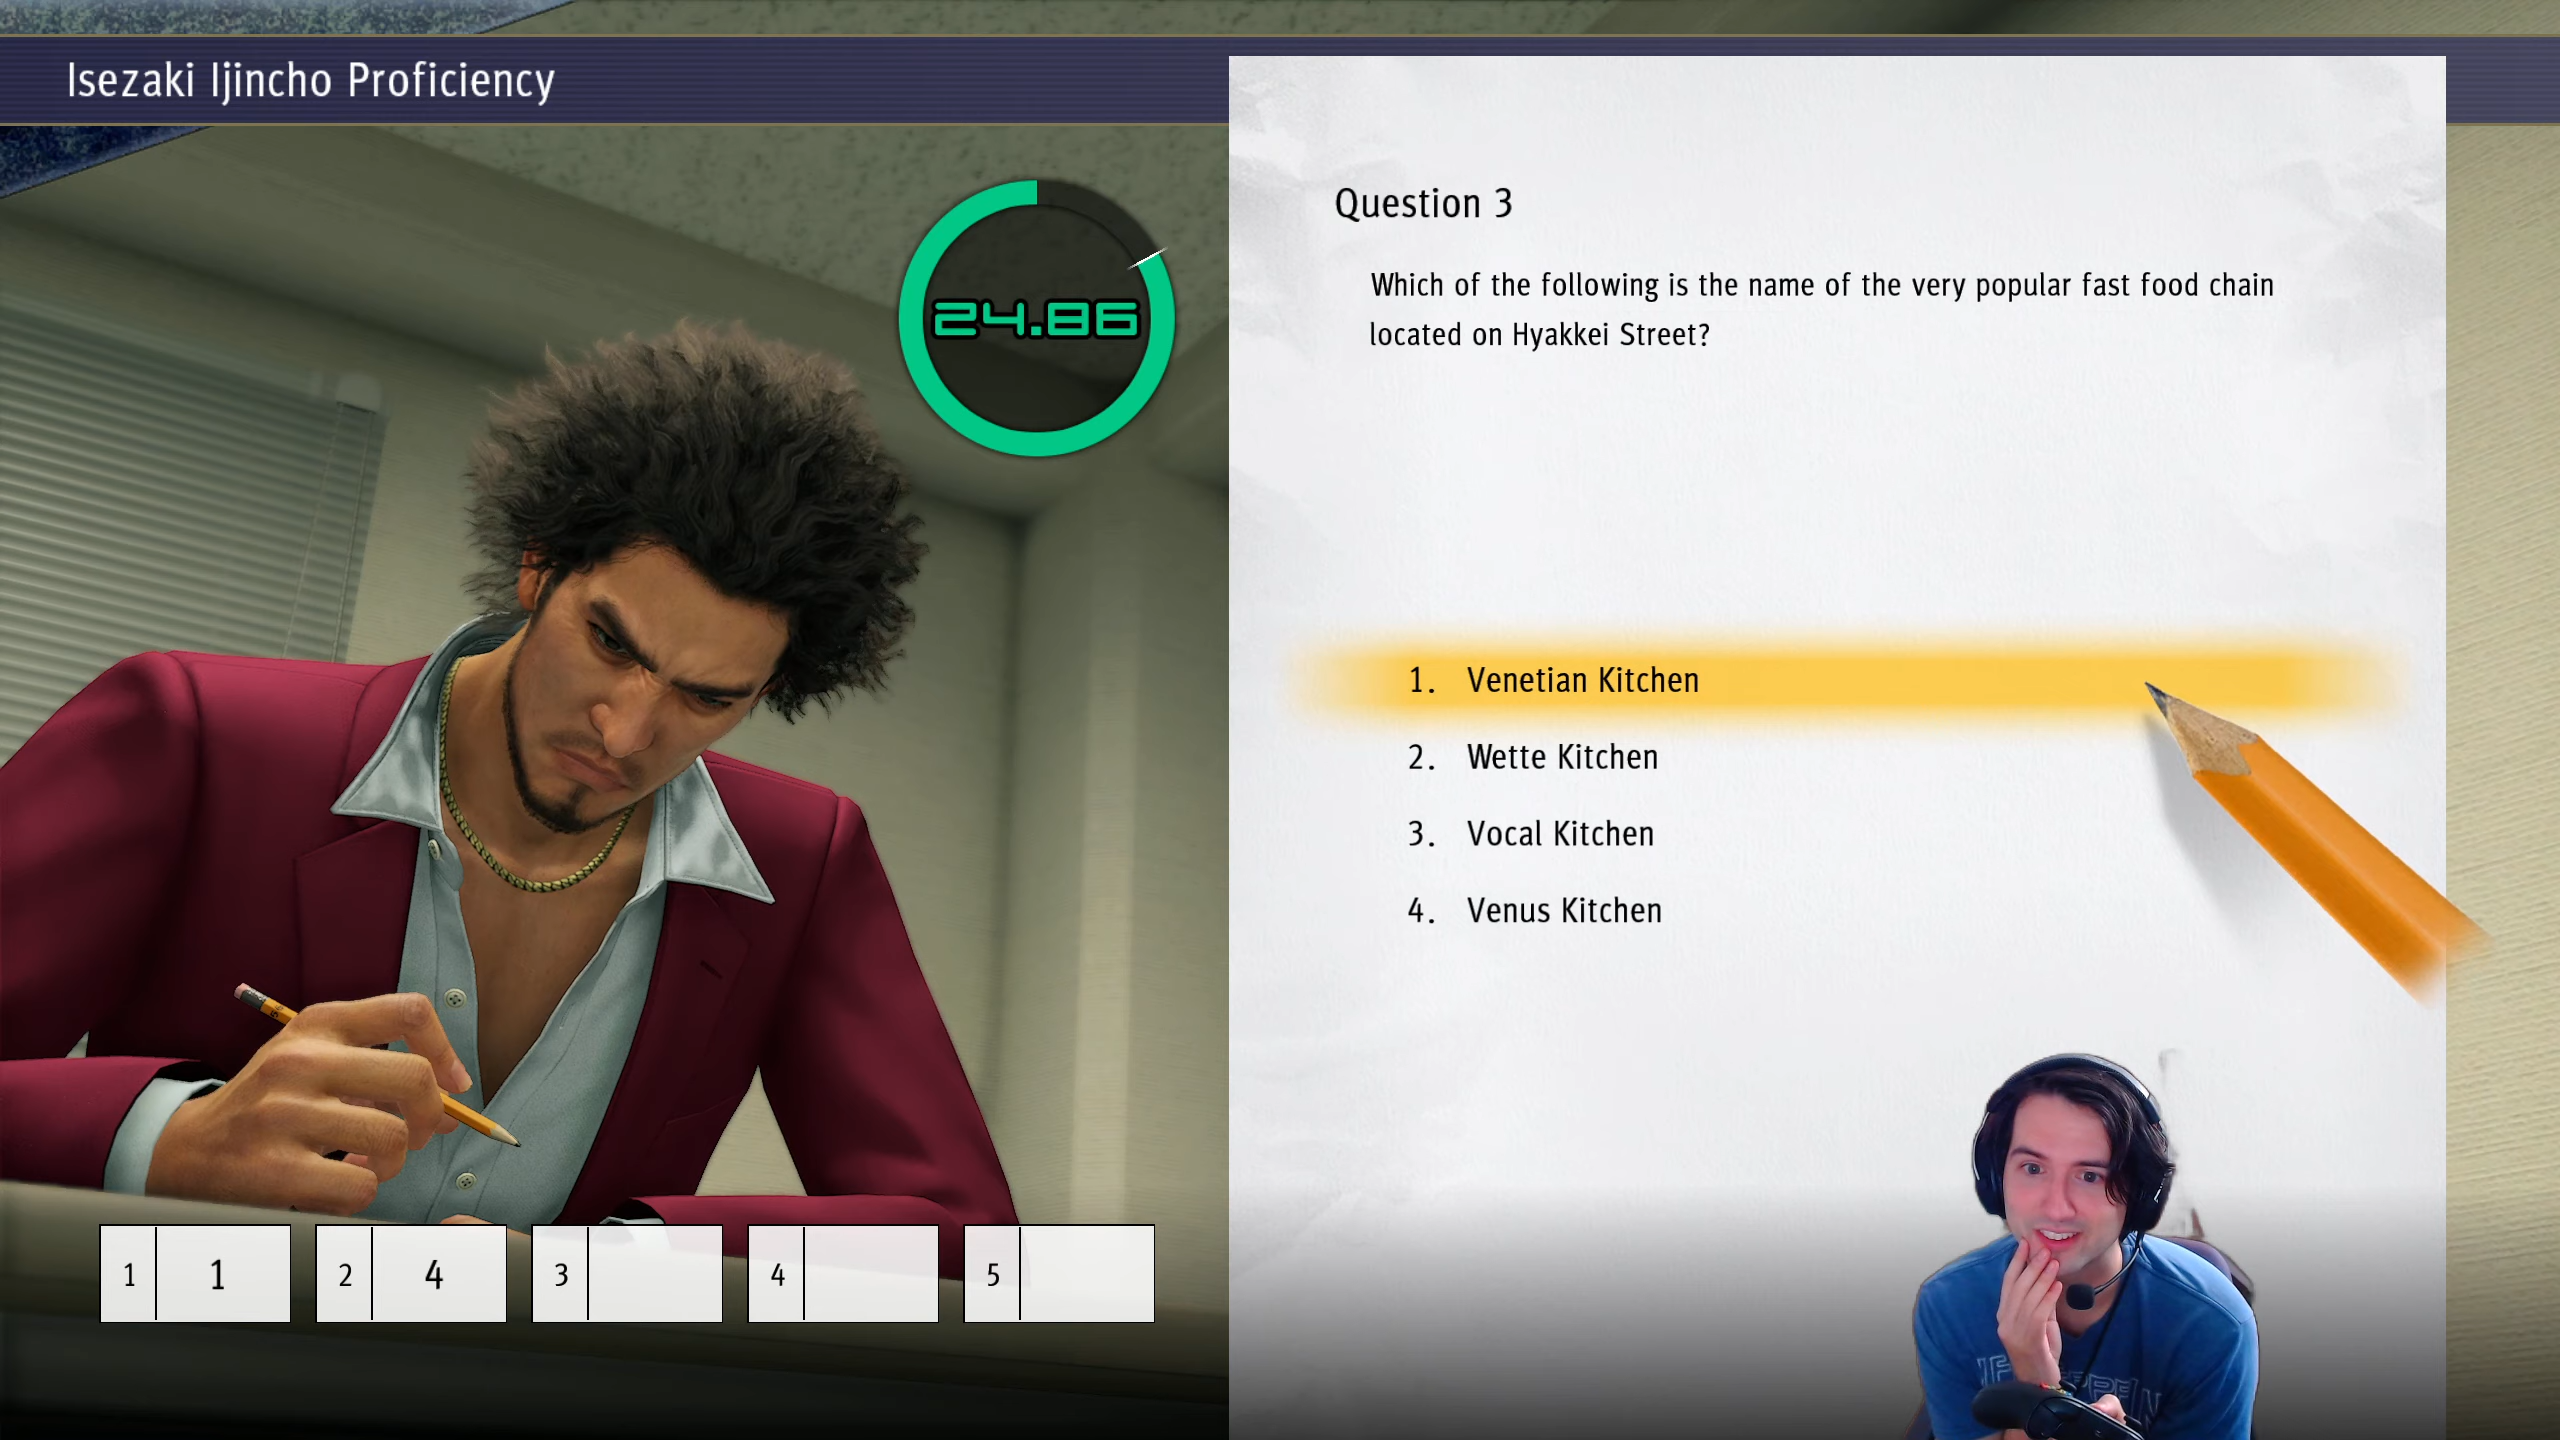 Isezaki Ijincho Proficiency
24.86
Question 3
Which of the following is the name of the very popular fast food chain
located on Hyakkei Street?
1. Venetian Kitchen
2. Wette Kitchen
3. Vocal Kitchen
4. Venus Kitchen
1 1 2 4 3 4 5